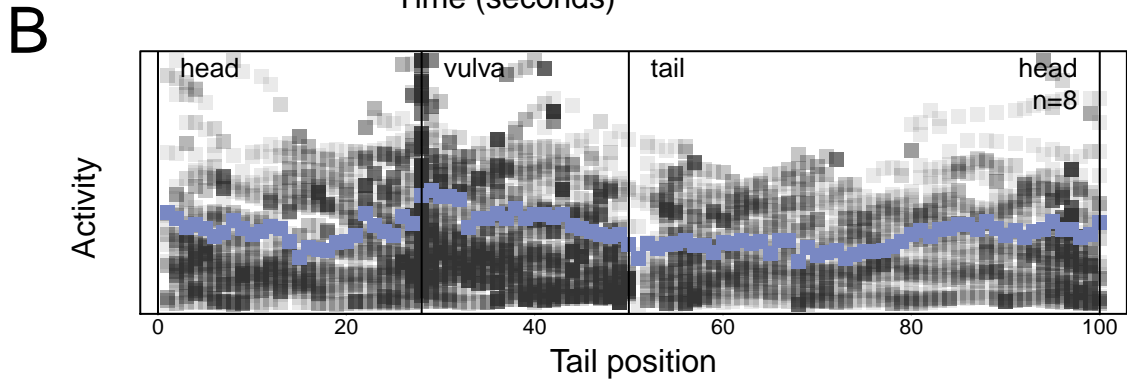 Time (seconds)
B
head vulva tail head
n=8
Activity
0 20 40 60 80 100
Tail position